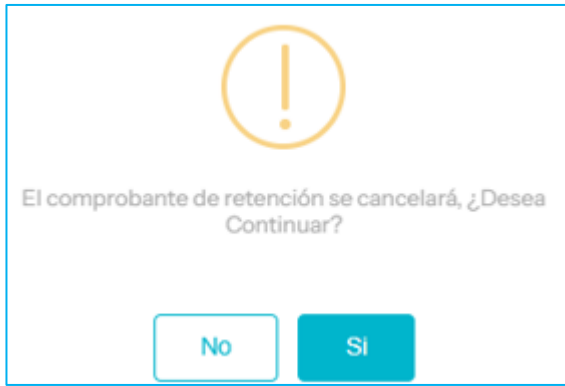 El comprobante de retención se cancelará, ¿Desea
Continuar?
No
Si